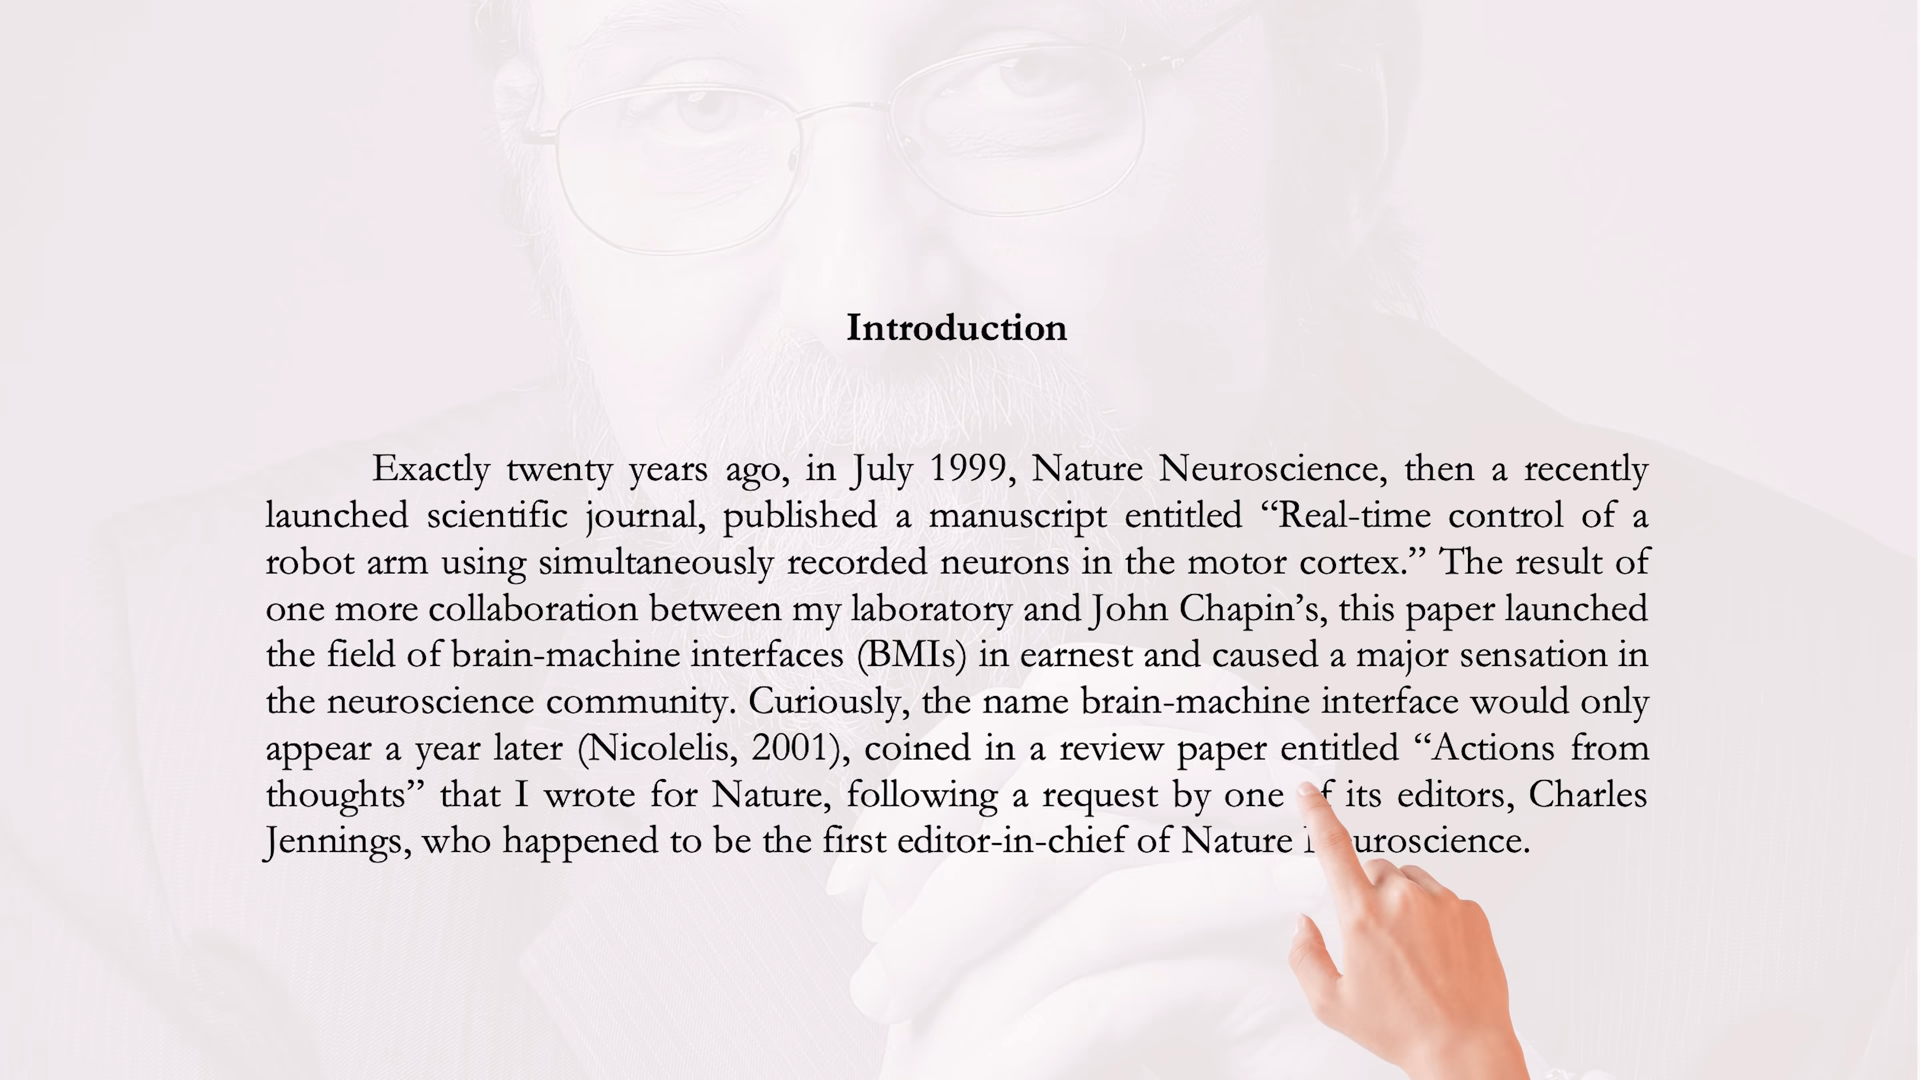 Introduction
Exactly twenty years ago, in July 1999, Nature Neuroscience, then a recently
launched scientific journal, published a manuscript entitled “Real-time control of a
robot arm using simultaneously recorded neurons in the motor cortex.” The result of
one more collaboration between my laboratory and John Chapin’s, this paper launched
the field of brain-machine interfaces (BMIs) in earnest and caused a major sensation in
the neuroscience community. Curiously, the name brain-machine interface would only
appear a year later (Nicolelis, 2001), coined in a review paper entitled “Actions from
thoughts” that I wrote for Nature, following a request by one of its editors, Charles
Jennings, who happened to be the first editor-in-chief of Nature Neuroscience.